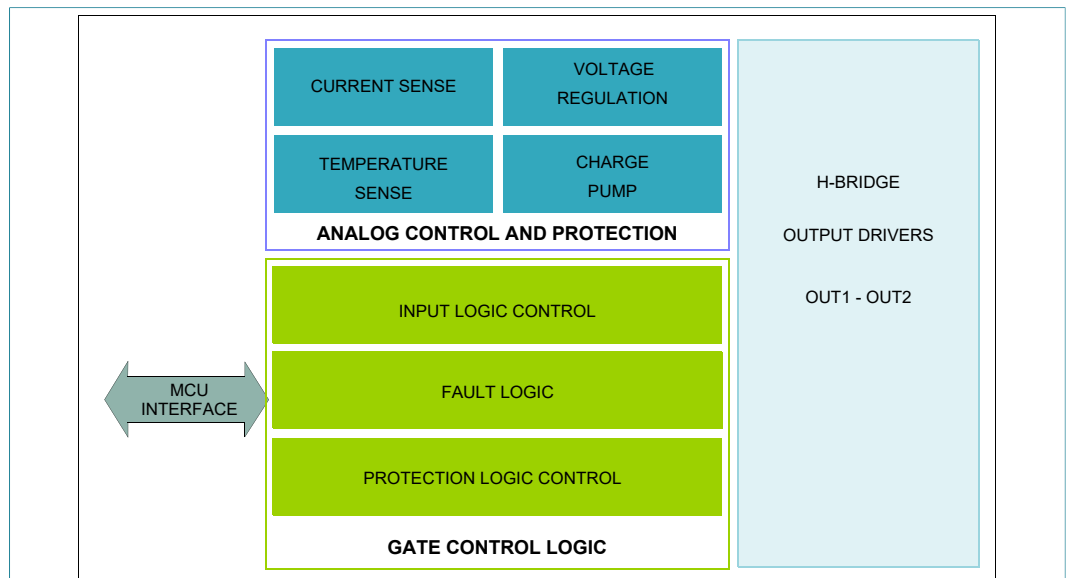 CURRENT SENSE
VOLTAGE
REGULATION
TEMPERATURE
SENSE
CHARGE
PUMP
ANALOG CONTROL AND PROTECTION
INPUT LOGIC CONTROL
FAULT LOGIC
PROTECTION LOGIC CONTROL
GATE CONTROL LOGIC
MCU
INTERFACE
H-BRIDGE
OUTPUT DRIVERS
OUT1 - OUT2